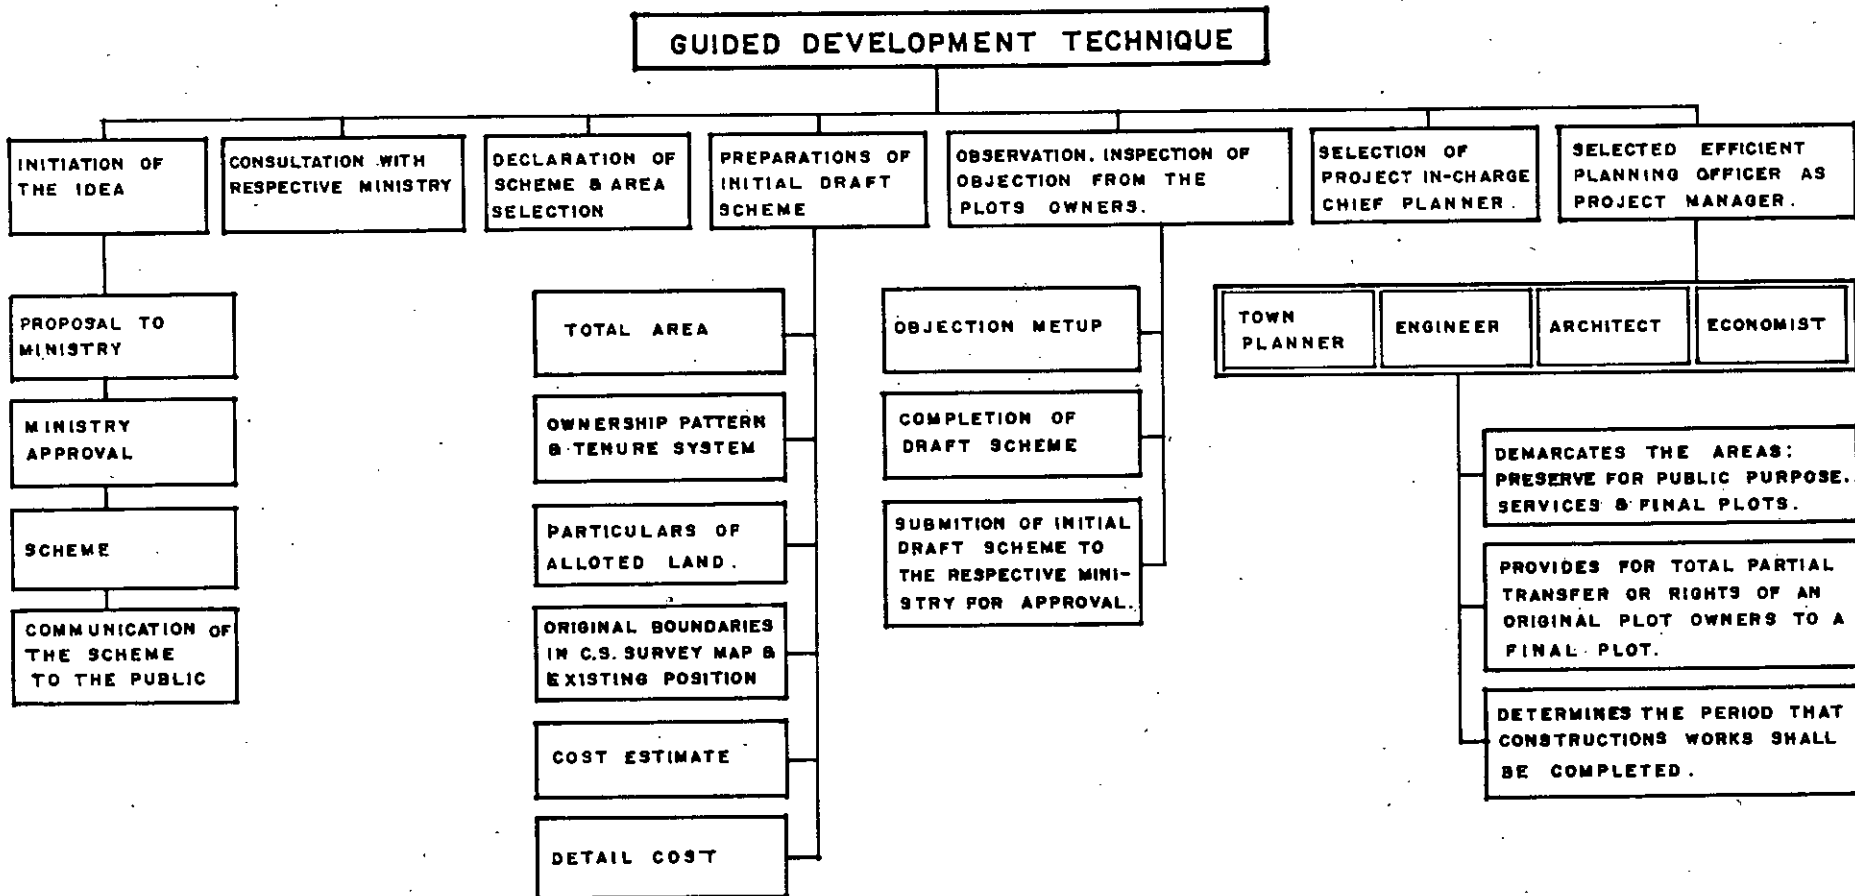 GUIDED DEVELOPMENT TECHNIQUE
INITIATION OF
THE IDEA
CONSULTATION WITH
RESPECTIVE MINISTRY
DECLARATION OF
SCHEME & AREA
SELECTION
PREPARATIONS OF
INITIAL DRAFT
SCHEME
OBSERVATION. INSPECTION OF
OBJECTION FROM THE
PLOTS OWNERS.
SELECTION OF
PROJECT IN-CHARGE
CHIEF PLANNER.
SELECTED EFFICIENT
PLANNING OFFICER AS
PROJECT MANAGER.
PROPOSAL TO
MINISTRY
MINISTRY
APPROVAL
SCHEME
COMMUNICATION OF
THE SCHEME
TO THE PUBLIC
TOTAL AREA
OWNERSHIP PATTERN
& TENURE SYSTEM
PARTICULARS OF
ALLOTED LAND.
ORIGINAL BOUNDARIES
IN C.S. SURVEY MAP &
EXISTING POSITION
COST ESTIMATE
DETAIL COST
OBJECTION METUP
COMPLETION OF
DRAFT SCHEME
SUBMITION OF INITIAL
DRAFT SCHEME TO
THE RESPECTIVE MINI-
STRY FOR APPROVAL.
TOWN
PLANNER
ENGINEER
ARCHITECT
ECONOMIST
DEMARCATES THE AREAS:
PRESERVE FOR PUBLIC PURPOSE.
SERVICES & FINAL PLOTS.
PROVIDES FOR TOTAL PARTIAL
TRANSFER OR RIGHTS OF AN
ORIGINAL PLOT OWNERS TO A
FINAL PLOT.
DETERMINES THE PERIOD THAT
CONSTRUCTIONS WORKS SHALL
BE COMPLETED.